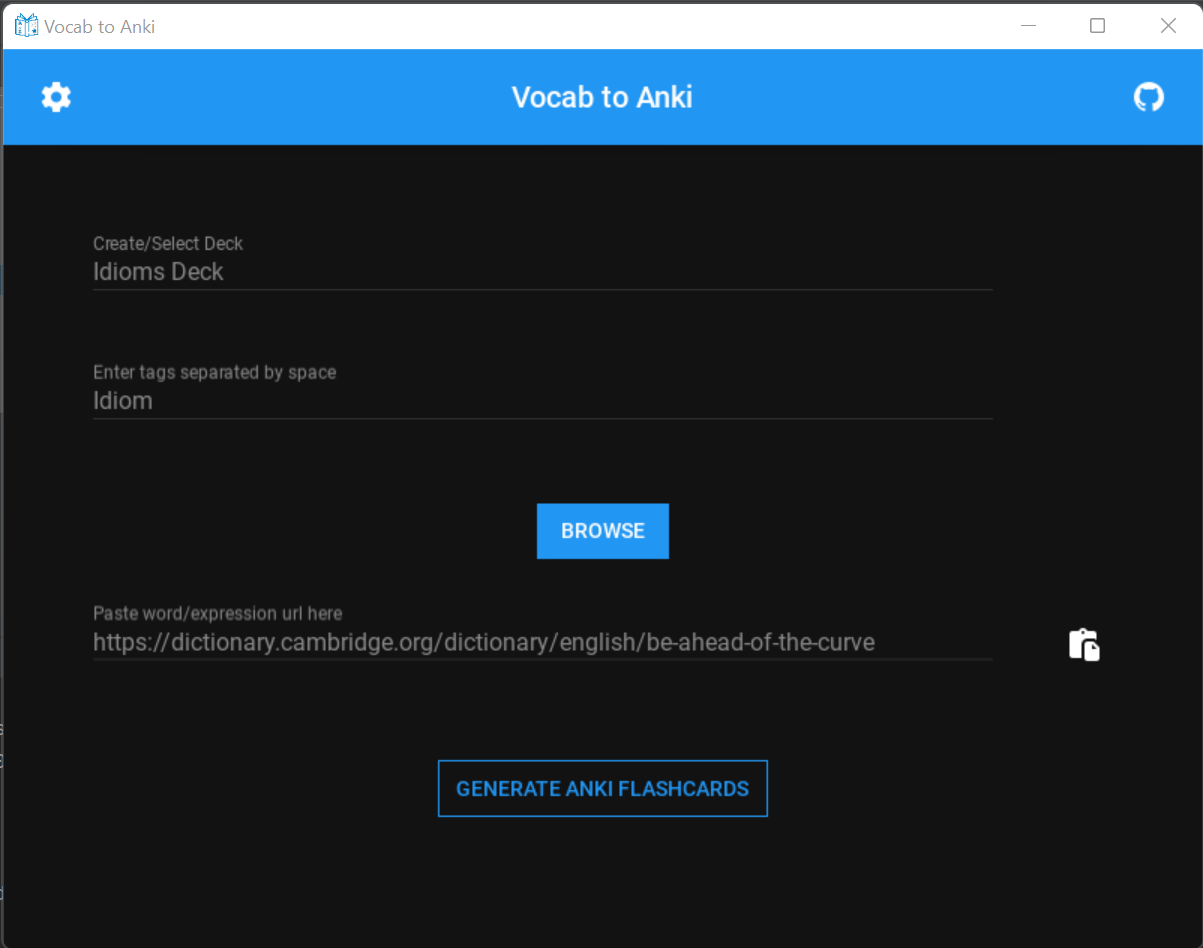 Vocab to Anki
Vocab to Anki
Create/Select Deck
Idioms Deck
Enter tags separated by space
Idiom
BROWSE
Paste word/expression url here
https://dictionary.cambridge.org/dictionary/english/be-ahead-of-the-curve
GENERATE ANKI FLASHCARDS